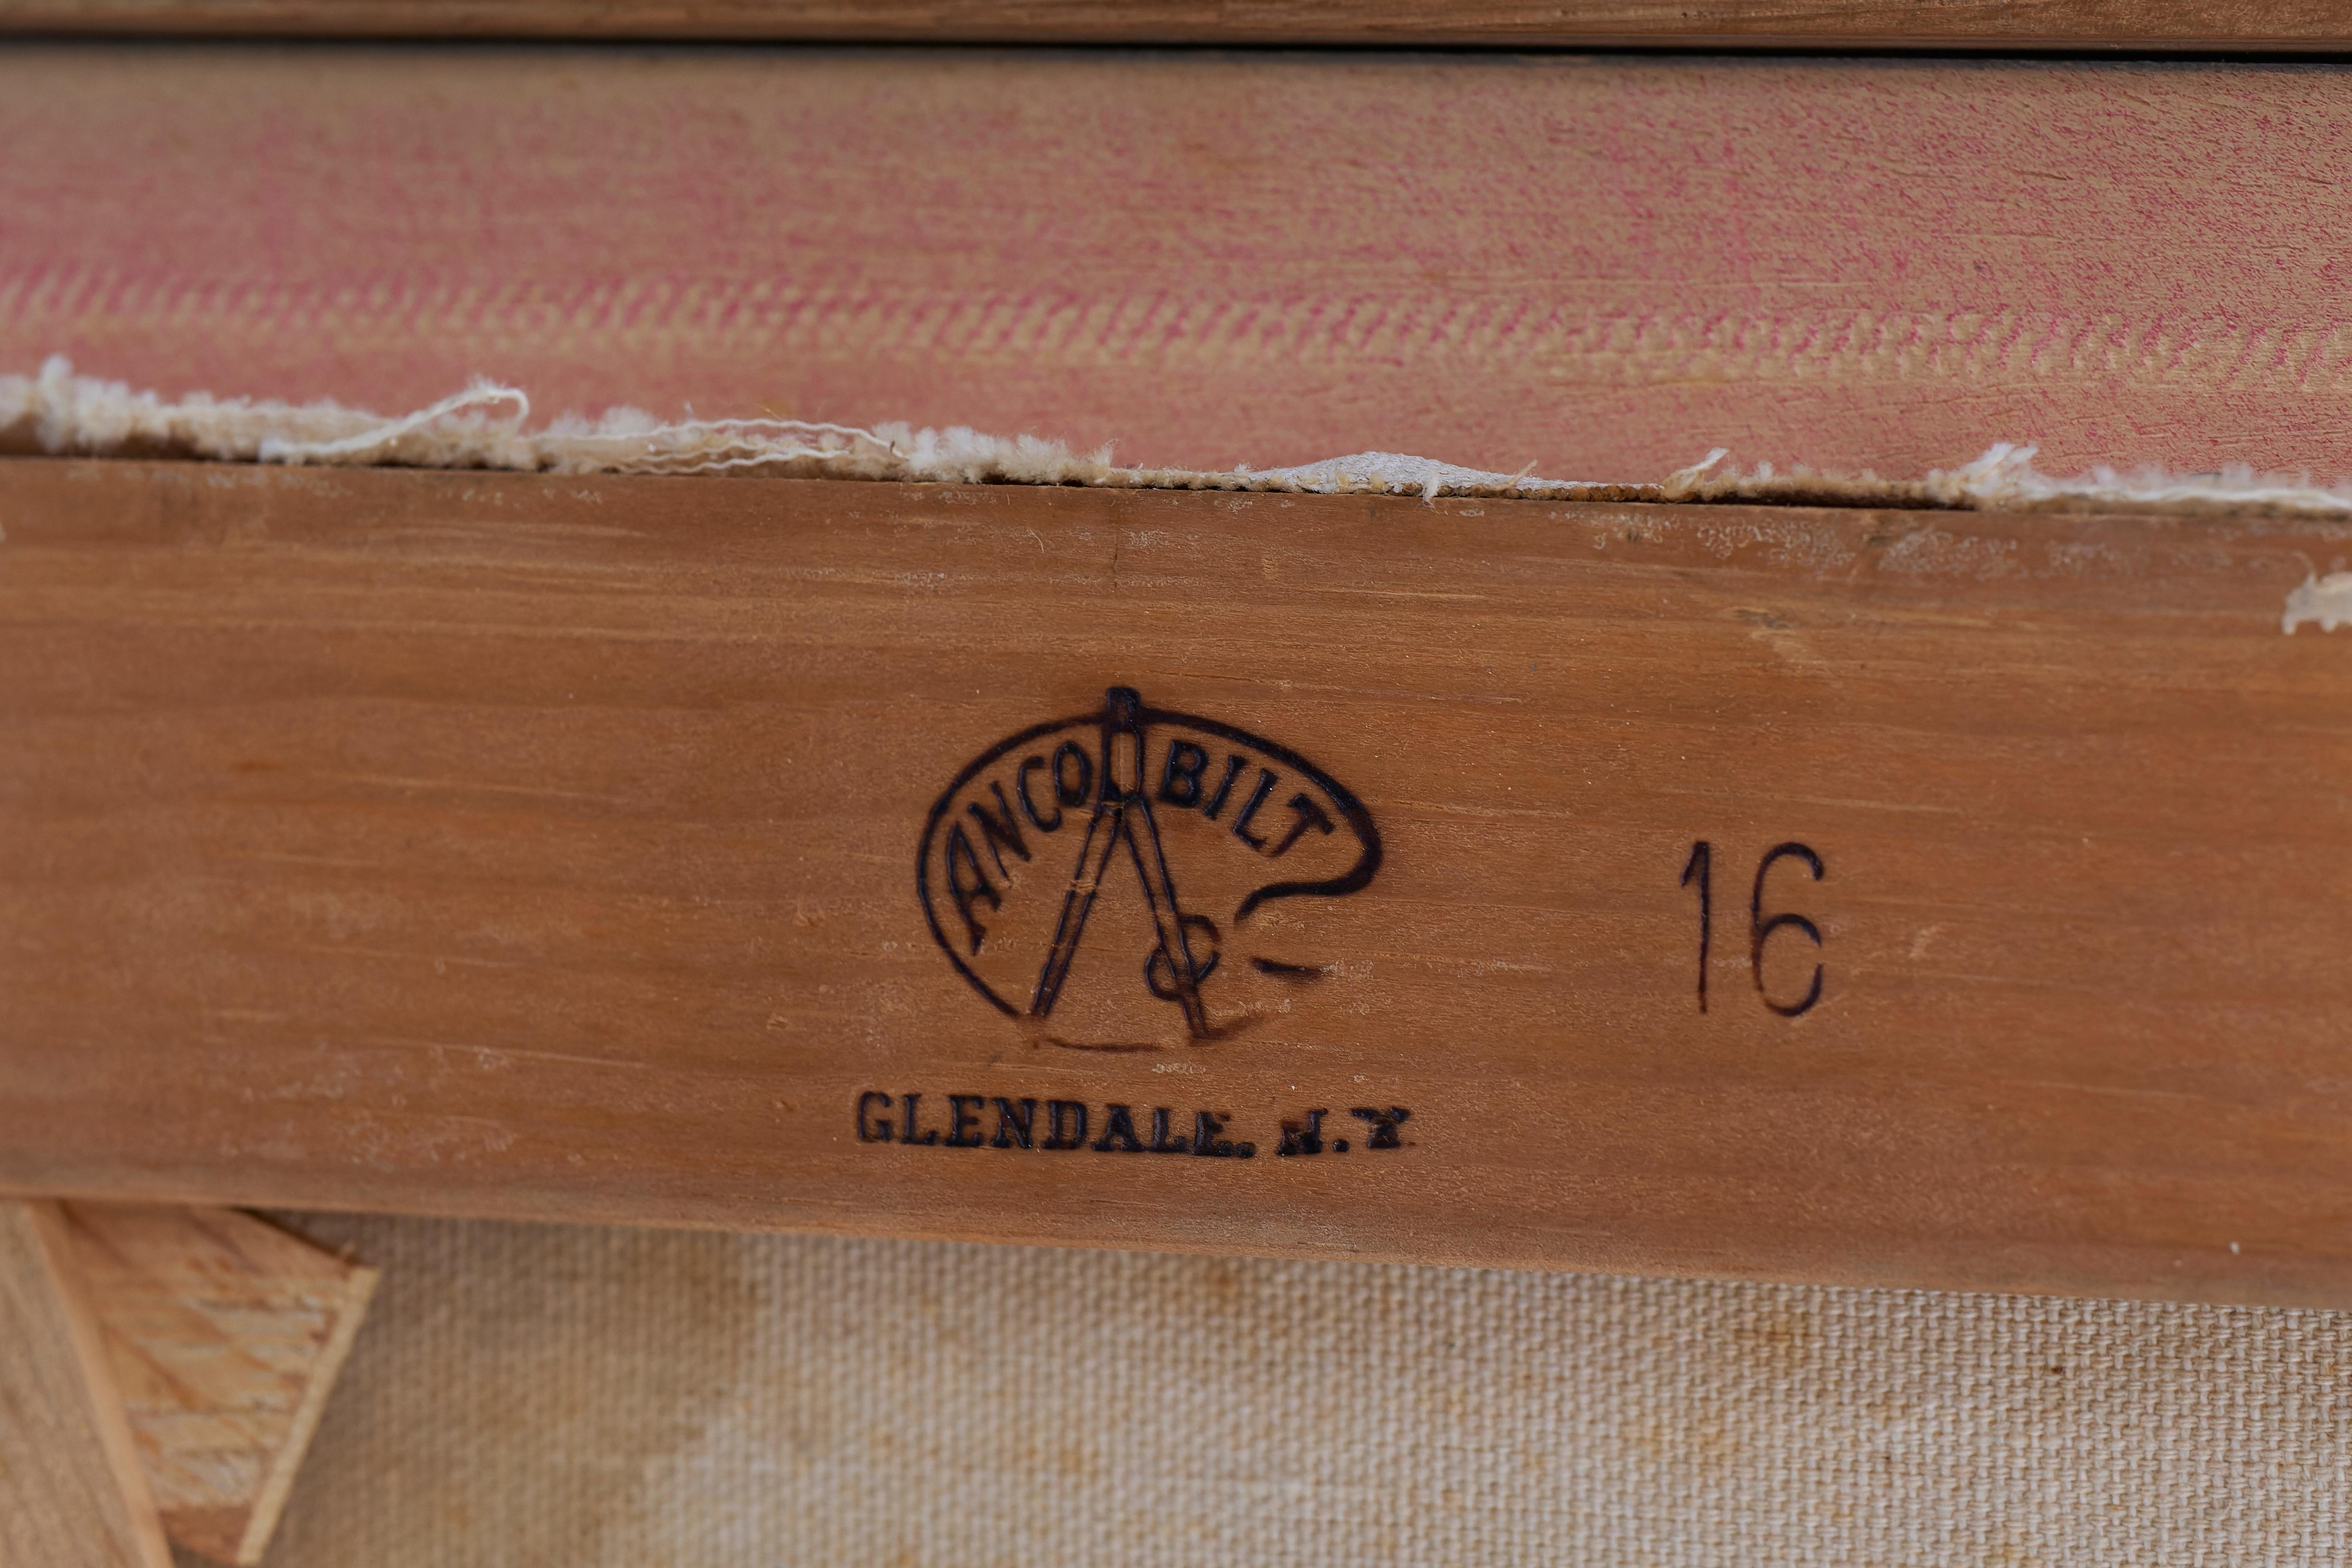 ANCO BILT
16
GLENDALE, N.Y.